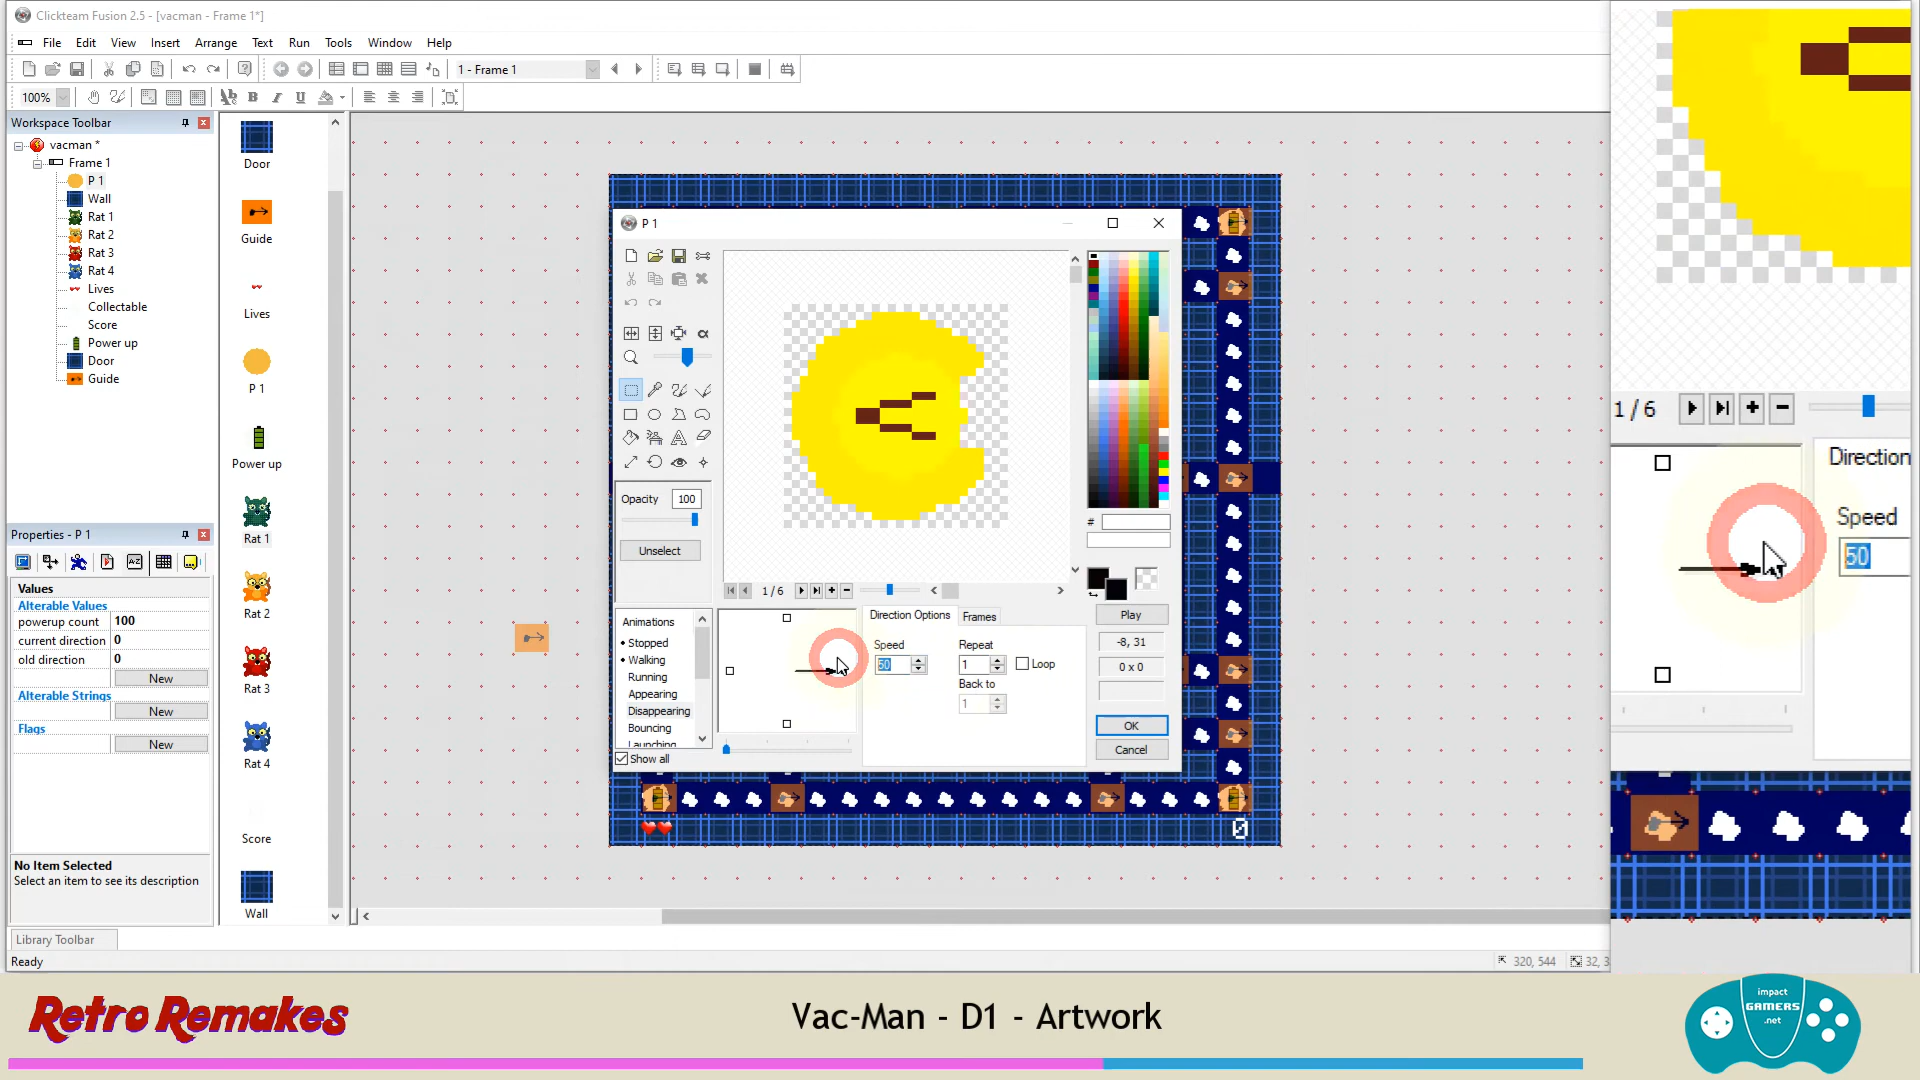 Clickteam Fusion 2.5 - [vacman - Frame 1*]
File Edit View Insert Arrange Text Run Tools Window Help
1 - Frame 1
100%
B I U
Workspace Toolbar
vacman *
Frame 1
P 1
Wall
Rat 1
Rat 2
Rat 3
Rat 4
Lives
Collectable
Score
Power up
Door
Guide
Properties - P 1
Values
Alterable Values
powerup count 100
current direction 0
old direction 0
New
Alterable Strings
New
Flags
New
No Item Selected
Select an item to see its description
Library Toolbar
Ready
Door
Guide
Lives
P 1
Power up
Rat 1
Rat 2
Rat 3
Rat 4
Score
Wall
P 1
Opacity 100
Unselect
1 / 6
#
Animations
Stopped
Walking
Running
Appearing
Disappearing
Bouncing
Launching
Show all
Direction Options Frames
Speed
50
Repeat
1
Loop
Back to
1
Play
-8, 31
0 x 0
OK
Cancel
0
1 / 6
Direction
Speed
50
320, 544
32, 3
Retro Remakes
Vac-Man - D1 - Artwork
impact
GAMERS
.net